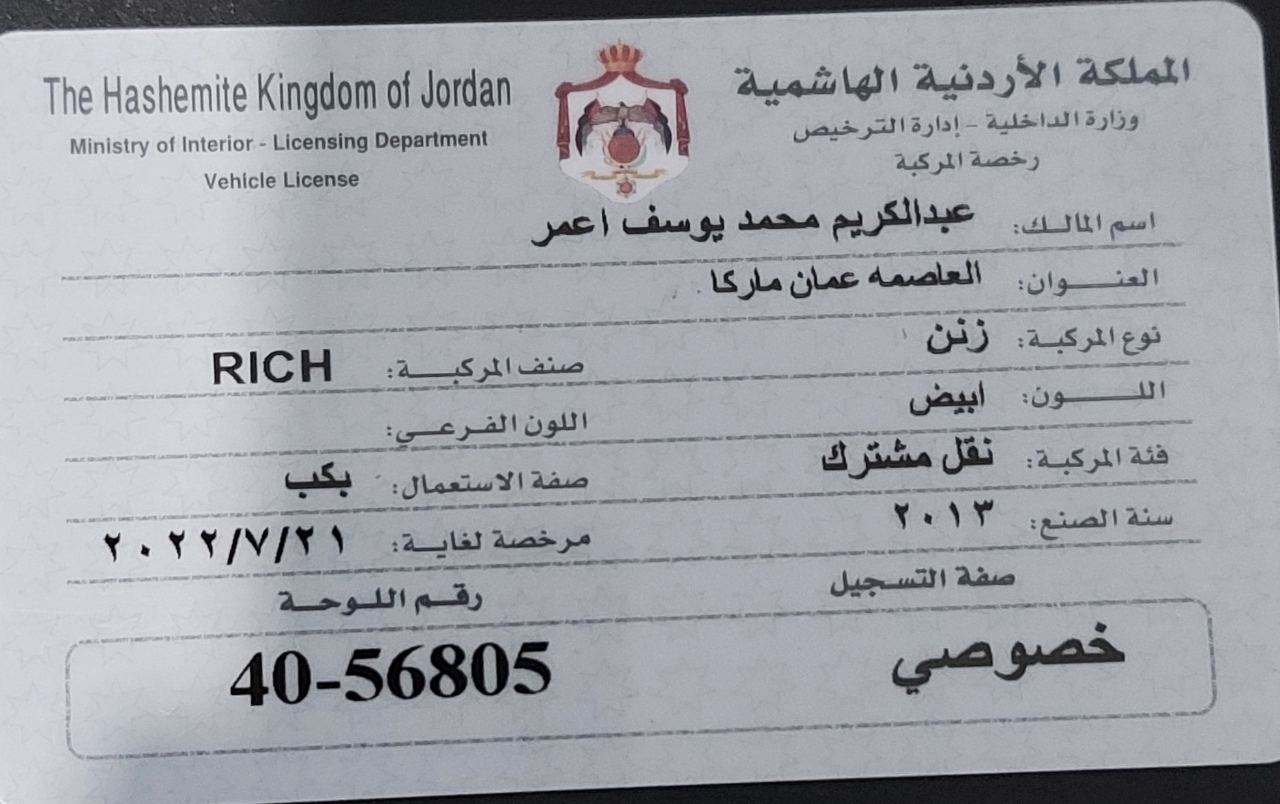 The Hashemite Kingdom of Jordan
Ministry of Interior - Licensing Department
Vehicle License
المملكة الأردنية الهاشمية
وزارة الداخلية - إدارة الترخيص
رخصة المركبة
اسم المالك: عبدالكريم محمد يوسف اعمر
العنوان: العاصمه عمان ماركا
نوع المركبة: زنن
صنف المركبة: RICH
اللون: ابيض
اللون الفرعي:
فئة المركبة: نقل مشترك
صفة الاستعمال: بكب
سنة الصنع: ٢٠١٣
مرخصة لغاية: ٢٠٢٢/٧/٢١
صفة التسجيل
رقم اللوحة
خصوصي
40-56805